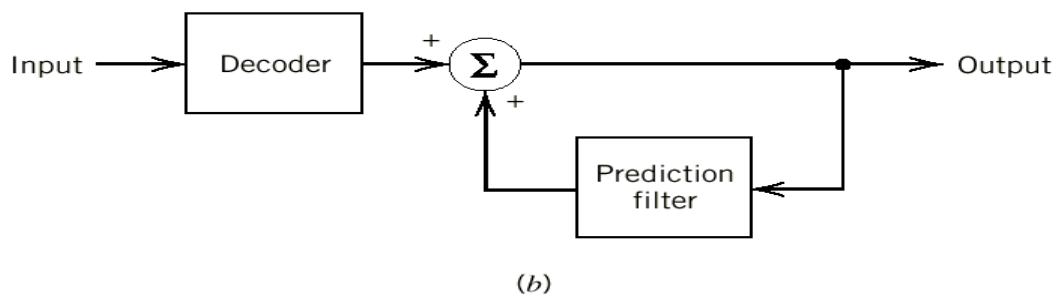 Input
Decoder
+
Σ
+
Output
Prediction
filter
(b)